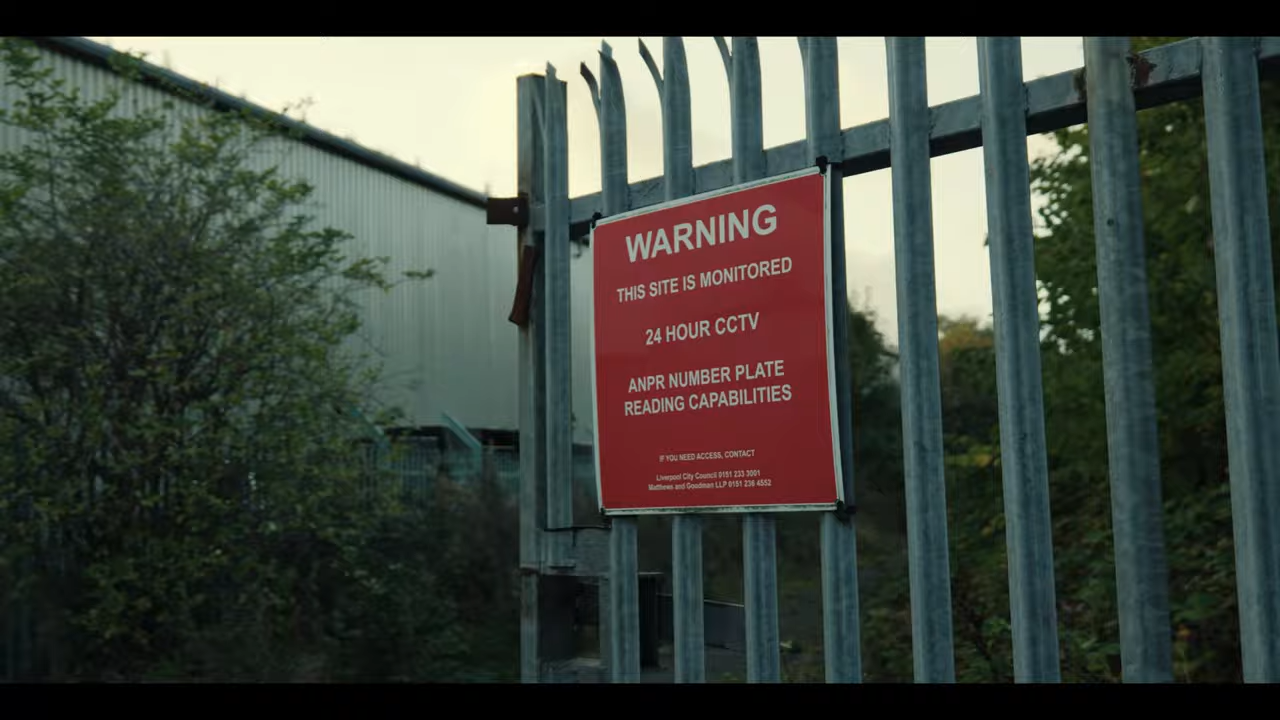 WARNING
THIS SITE IS MONITORED
24 HOUR CCTV
ANPR NUMBER PLATE
READING CAPABILITIES
IF YOU NEED ACCESS, CONTACT
Liverpool City Council 0151 233 3001
Matthews and Goodman LLP 0151 236 4552